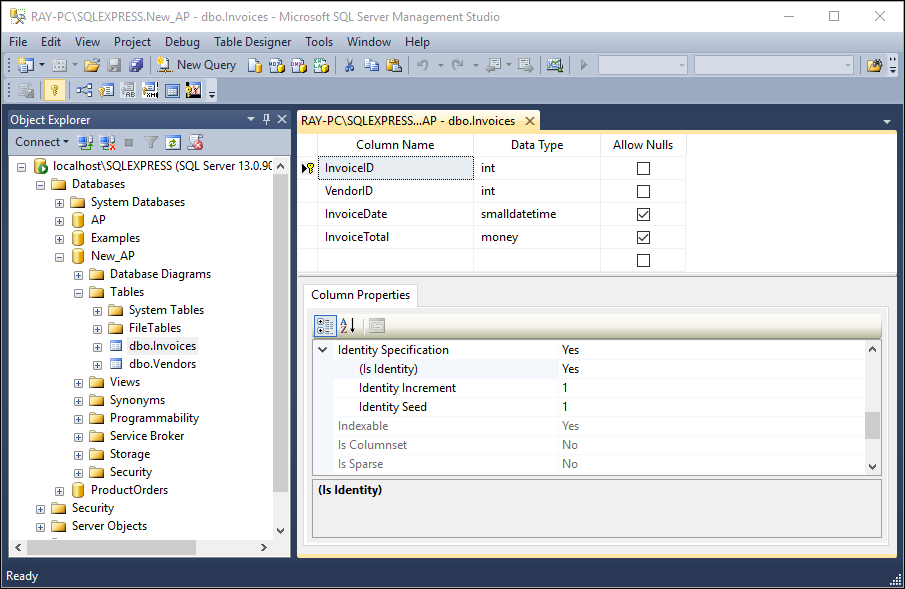 RAY-PC\SQLEXPRESS.New_AP - dbo.Invoices - Microsoft SQL Server Management Studio
File Edit View Project Debug Table Designer Tools Window Help
New Query
Object Explorer
Connect
localhost\SQLEXPRESS (SQL Server 13.0.90
Databases
System Databases
AP
Examples
New_AP
Database Diagrams
Tables
System Tables
FileTables
dbo.Invoices
dbo.Vendors
Views
Synonyms
Programmability
Service Broker
Storage
Security
ProductOrders
Security
Server Objects
RAY-PC\SQLEXPRESS...AP - dbo.Invoices
Column Name Data Type Allow Nulls
InvoiceID int
VendorID int
InvoiceDate smalldatetime
InvoiceTotal money
Column Properties
Identity Specification Yes
(Is Identity) Yes
Identity Increment 1
Identity Seed 1
Indexable Yes
Is Columnset No
Is Sparse No
(Is Identity)
Ready